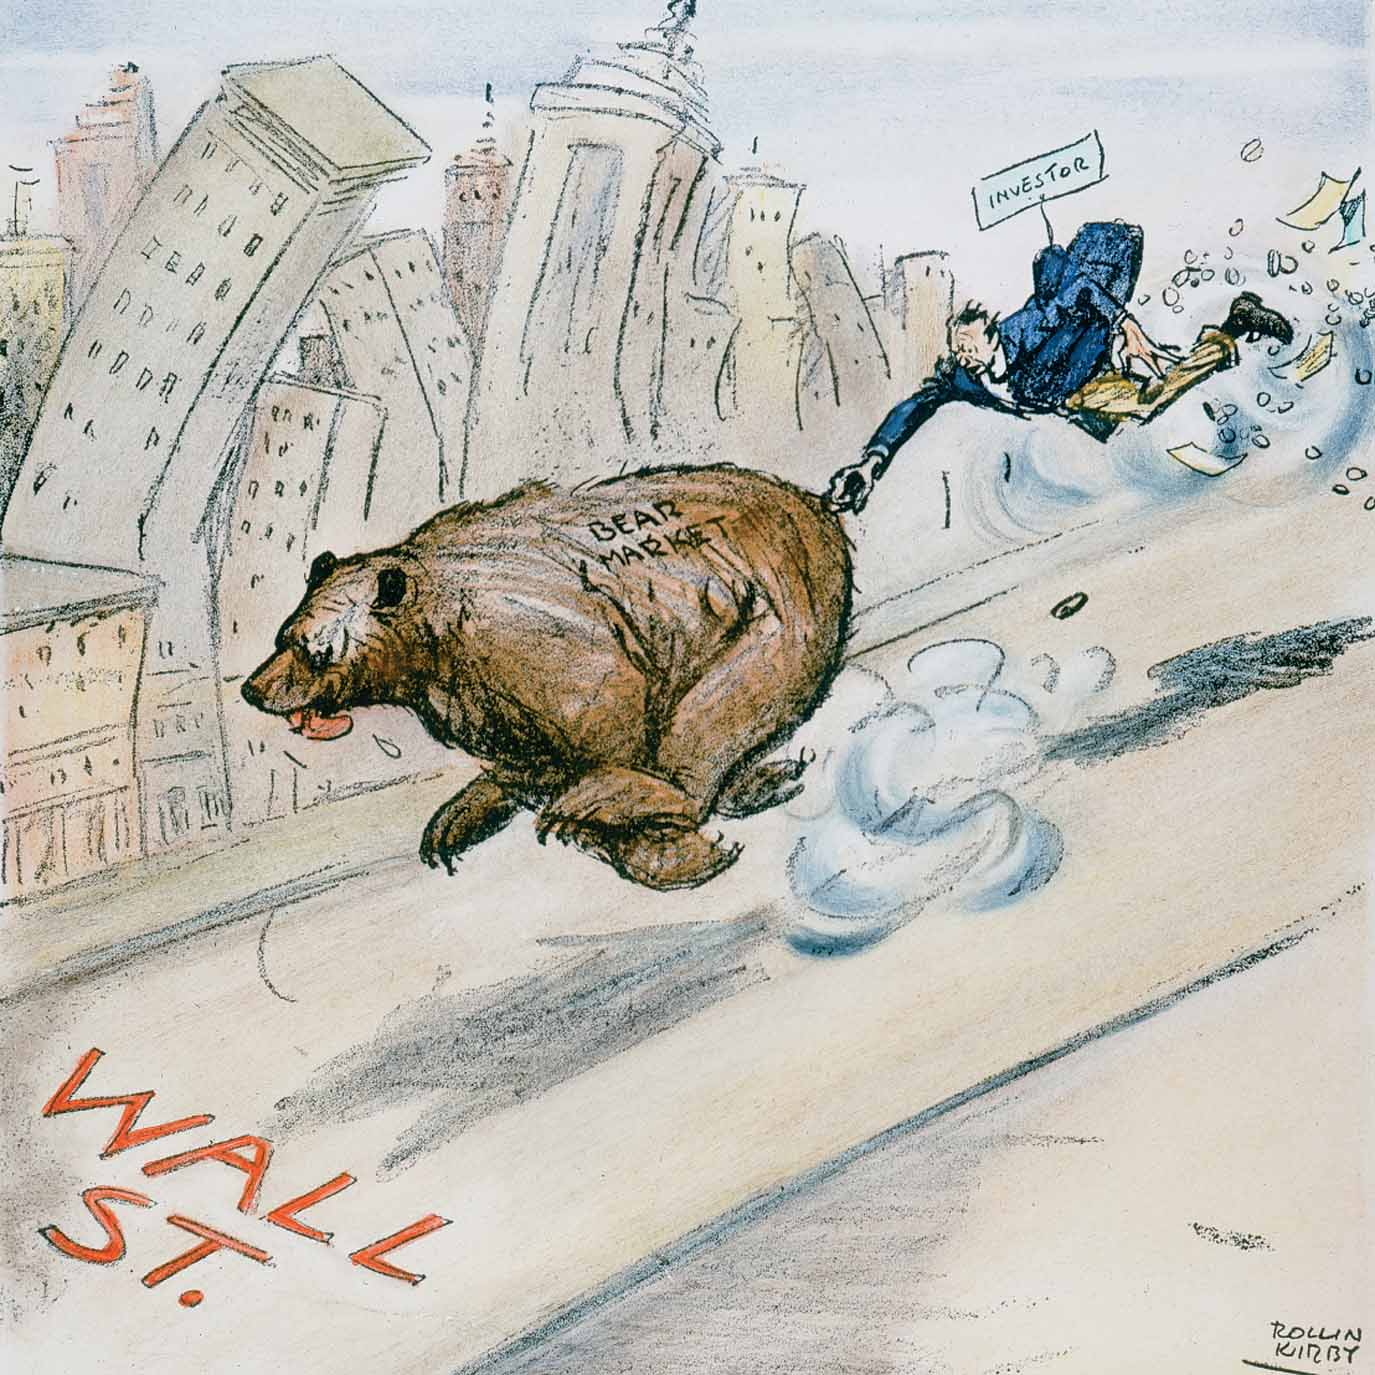 INVESTOR
BEAR
MARKET
WALL
ST.
ROLLIN
KIRBY